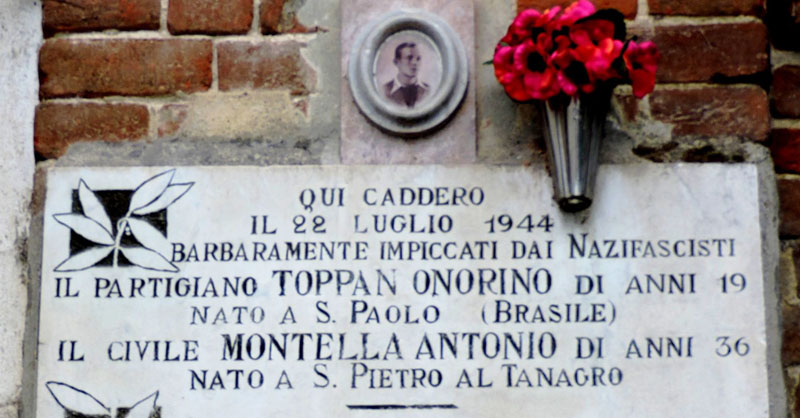 QUI CADDERO
IL 22 LUGLIO 1944
BARBARAMENTE IMPICCATI DAI NAZIFASCISTI
IL PARTIGIANO TOPPAN ONORINO DI ANNI 19
NATO A S. PAOLO (BRASILE)
IL CIVILE MONTELLA ANTONIO DI ANNI 36
NATO A S. PIETRO AL TANAGRO